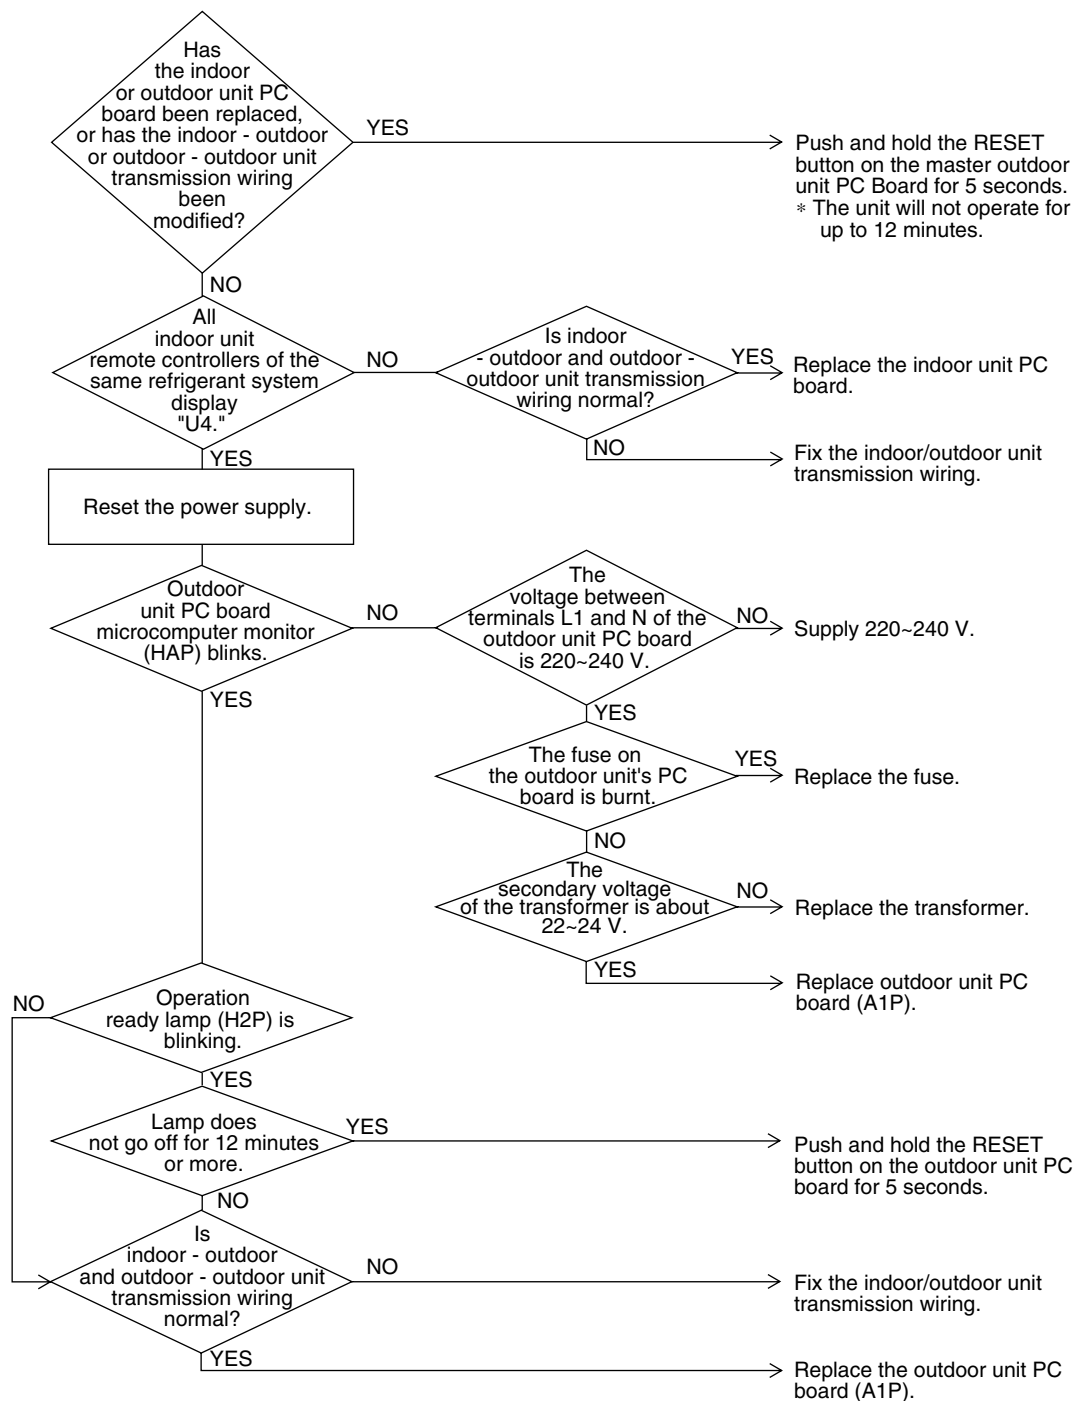 Has
the indoor
or outdoor unit PC
board been replaced,
or has the indoor - outdoor
or outdoor - outdoor unit
transmission wiring
been
modified?
YES
Push and hold the RESET
button on the master outdoor
unit PC Board for 5 seconds.
* The unit will not operate for
up to 12 minutes.
NO
All
indoor unit
remote controllers of the
same refrigerant system
display
"U4."
NO
Is indoor
- outdoor and outdoor -
outdoor unit transmission
wiring normal?
YES
Replace the indoor unit PC
board.
NO
Fix the indoor/outdoor unit
transmission wiring.
YES
Reset the power supply.
Outdoor
unit PC board
microcomputer monitor
(HAP) blinks.
NO
The
voltage between
terminals L1 and N of the
outdoor unit PC board
is 220~240 V.
NO
Supply 220~240 V.
YES
YES
The fuse on
the outdoor unit's PC
board is burnt.
YES
Replace the fuse.
NO
The
secondary voltage
of the transformer is about
22~24 V.
NO
Replace the transformer.
YES
Replace outdoor unit PC
board (A1P).
NO
Operation
ready lamp (H2P) is
blinking.
YES
Lamp does
not go off for 12 minutes
or more.
YES
Push and hold the RESET
button on the outdoor unit PC
board for 5 seconds.
NO
Is
indoor - outdoor
and outdoor - outdoor unit
transmission wiring
normal?
NO
Fix the indoor/outdoor unit
transmission wiring.
YES
Replace the outdoor unit PC
board (A1P).